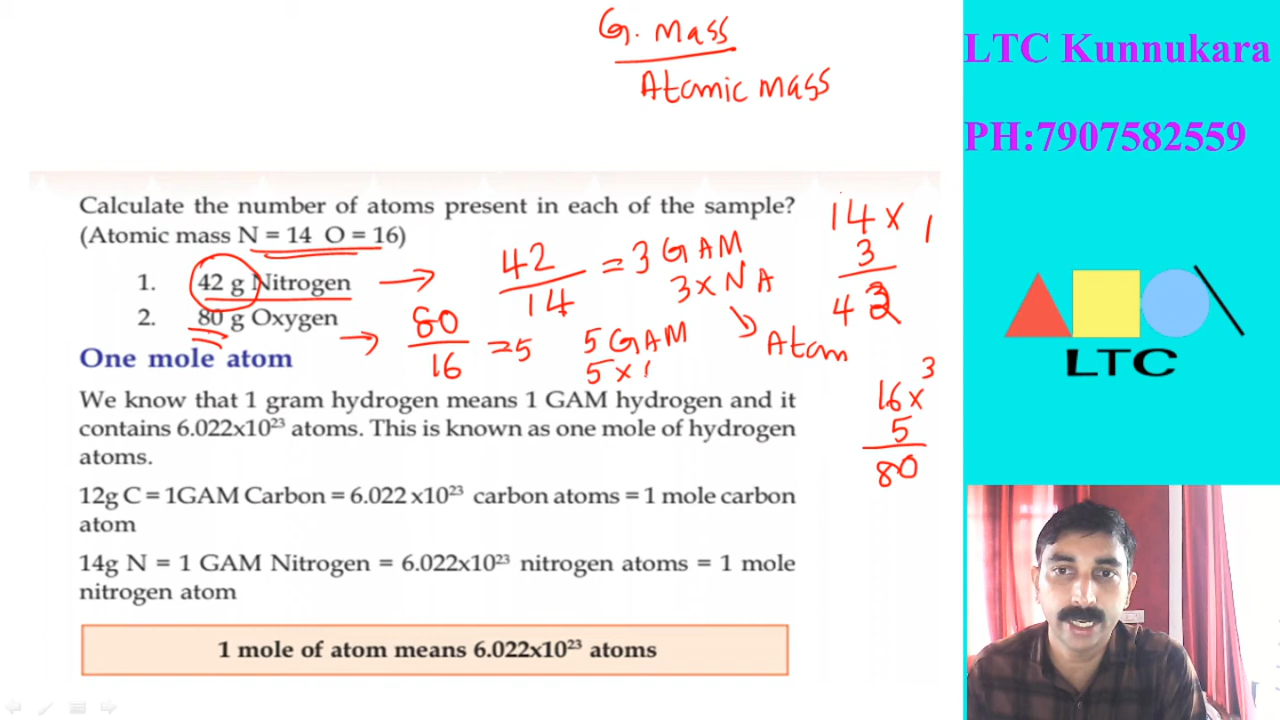 G. Mass
Atomic mass
LTC Kunnukara
PH:7907582559
Calculate the number of atoms present in each of the sample?
(Atomic mass N = 14 O = 16)
1. 42 g Nitrogen →
42
14
= 3 GAM
3 x NA
Atom
2. 80 g Oxygen →
80
16
= 5
5 GAM
5 x
14 x 1
3
42
16 x 3
5
80
LTC
One mole atom
We know that 1 gram hydrogen means 1 GAM hydrogen and it
contains 6.022x10²³ atoms. This is known as one mole of hydrogen
atoms.
12g C = 1GAM Carbon = 6.022 x10²³ carbon atoms = 1 mole carbon
atom
14g N = 1 GAM Nitrogen = 6.022x10²³ nitrogen atoms = 1 mole
nitrogen atom
1 mole of atom means 6.022x10²³ atoms